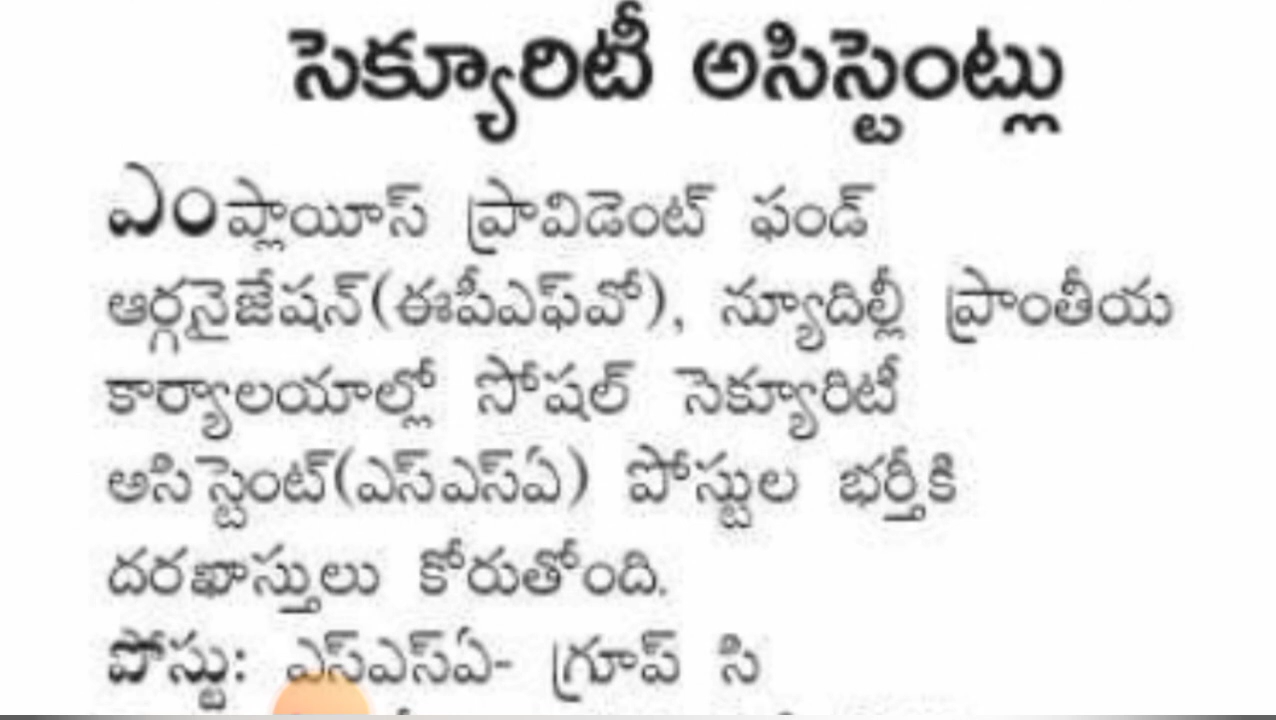 సెక్యూరిటీ అసిస్టెంట్లు
ఎంప్లాయీస్ ప్రావిడెంట్ ఫండ్
ఆర్గనైజేషన్(ఈపీఎఫ్‌వో), న్యూదిల్లీ ప్రాంతీయ
కార్యాలయాల్లో సోషల్ సెక్యూరిటీ
అసిస్టెంట్(ఎస్ఎస్ఏ) పోస్టుల భర్తీకి
దరఖాస్తులు కోరుతోంది.
పోస్టు: ఎస్ఎస్ఏ- గ్రూప్ సి